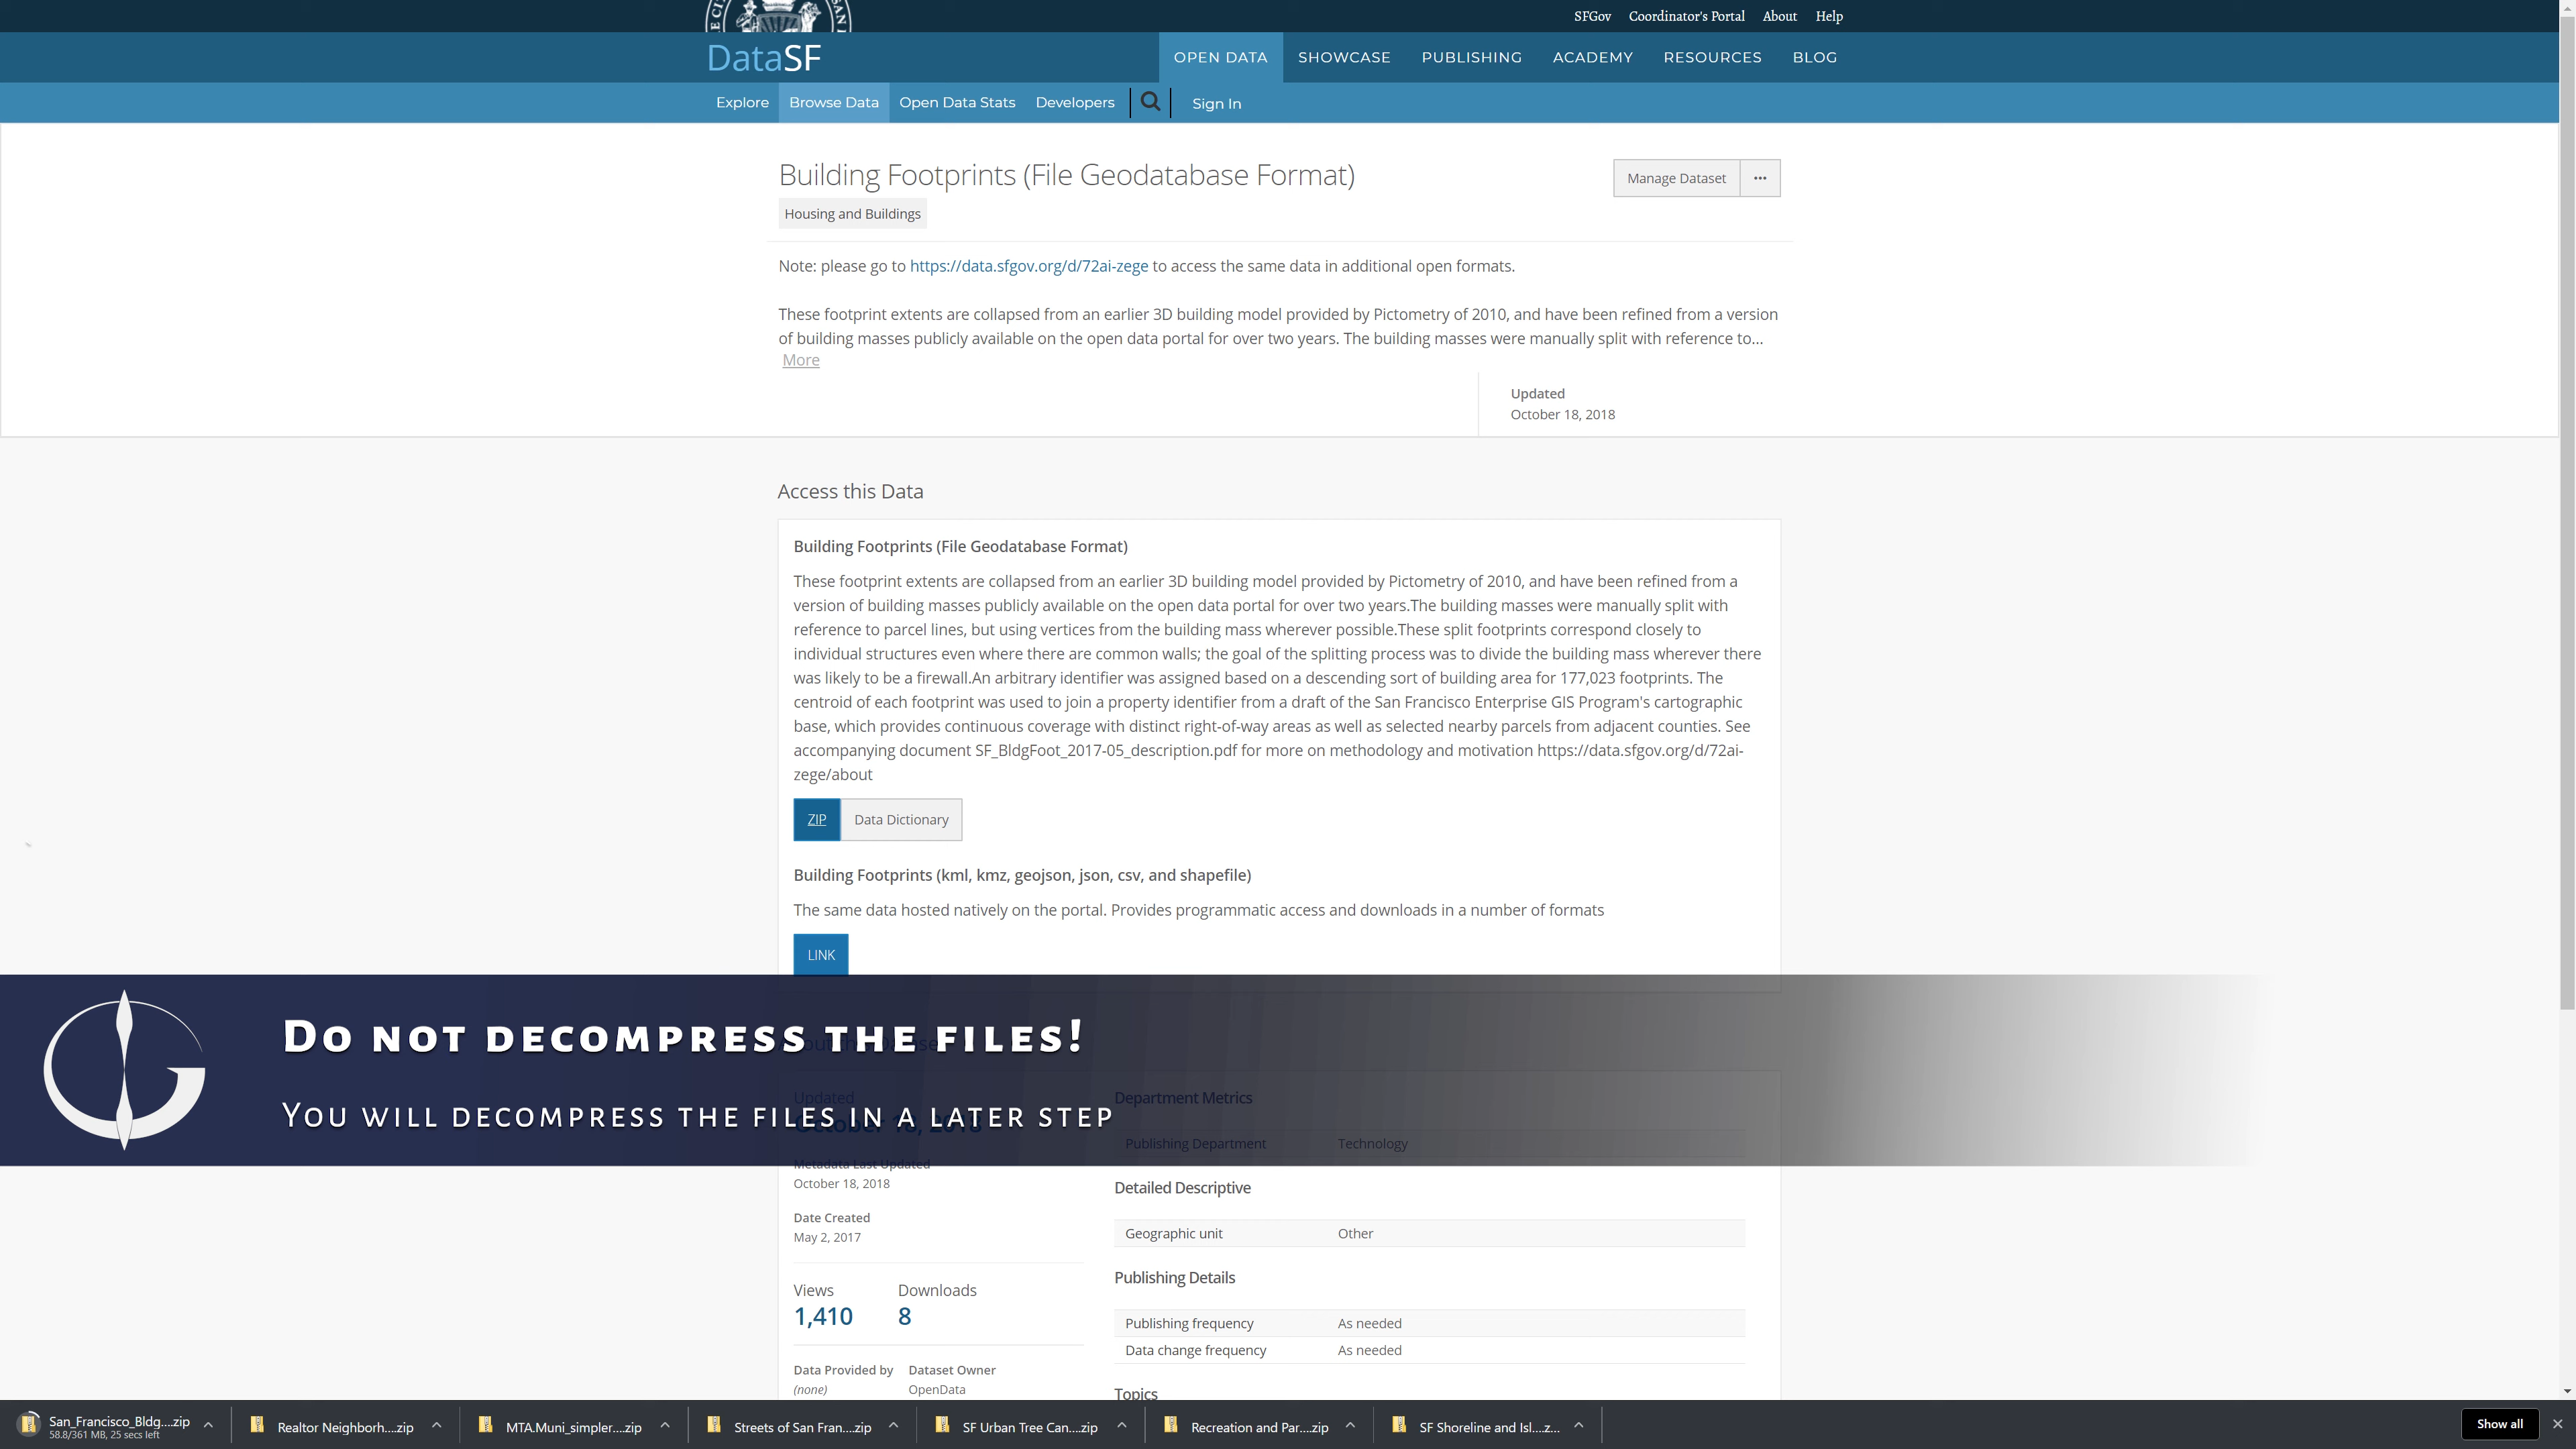 SFGov Coordinator's Portal About Help
DataSF
OPEN DATA SHOWCASE PUBLISHING ACADEMY RESOURCES BLOG
Explore Browse Data Open Data Stats Developers Sign In
Building Footprints (File Geodatabase Format)
Manage Dataset ...
Housing and Buildings
Note: please go to https://data.sfgov.org/d/72ai-zege to access the same data in additional open formats.
These footprint extents are collapsed from an earlier 3D building model provided by Pictometry of 2010, and have been refined from a version
of building masses publicly available on the open data portal for over two years. The building masses were manually split with reference to...
More
Updated
October 18, 2018
Access this Data
Building Footprints (File Geodatabase Format)
These footprint extents are collapsed from an earlier 3D building model provided by Pictometry of 2010, and have been refined from a
version of building masses publicly available on the open data portal for over two years.The building masses were manually split with
reference to parcel lines, but using vertices from the building mass wherever possible.These split footprints correspond closely to
individual structures even where there are common walls; the goal of the splitting process was to divide the building mass wherever there
was likely to be a firewall.An arbitrary identifier was assigned based on a descending sort of building area for 177,023 footprints. The
centroid of each footprint was used to join a property identifier from a draft of the San Francisco Enterprise GIS Program's cartographic
base, which provides continuous coverage with distinct right-of-way areas as well as selected nearby parcels from adjacent counties. See
accompanying document SF_BldgFoot_2017-05_description.pdf for more on methodology and motivation https://data.sfgov.org/d/72ai-
zege/about
ZIP Data Dictionary
Building Footprints (kml, kmz, geojson, json, csv, and shapefile)
The same data hosted natively on the portal. Provides programmatic access and downloads in a number of formats
LINK
Do not decompress the files!
You will decompress the files in a later step
Updated
October 18, 2018
Department Metrics
Publishing Department Technology
Metadata Last Updated
October 18, 2018
Detailed Descriptive
Date Created
May 2, 2017
Geographic unit Other
Publishing Details
Views Downloads
1,410 8
Publishing frequency As needed
Data change frequency As needed
Data Provided by Dataset Owner
(none) OpenData
Topics
San_Francisco_Bldg....zip
58.8/361 MB, 25 secs left
Realtor Neighborh....zip
MTA.Muni_simpler....zip
Streets of San Fran....zip
SF Urban Tree Can....zip
Recreation and Par....zip
SF Shoreline and Isl....z...
Show all